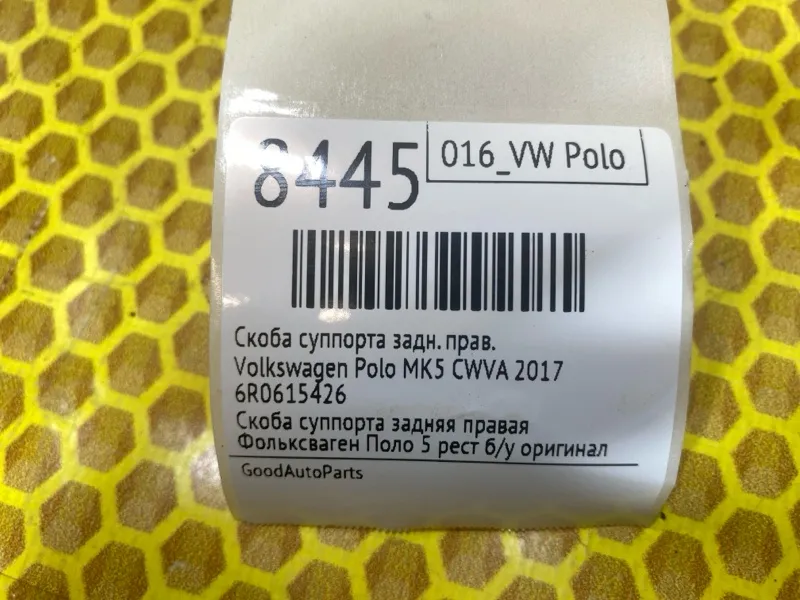 8445
016_VW Polo
Скоба суппорта задн. прав.
Volkswagen Polo MK5 CWVA 2017
6R0615426
Скоба суппорта задняя правая
Фольксваген Поло 5 рест б/у оригинал
GoodAutoParts